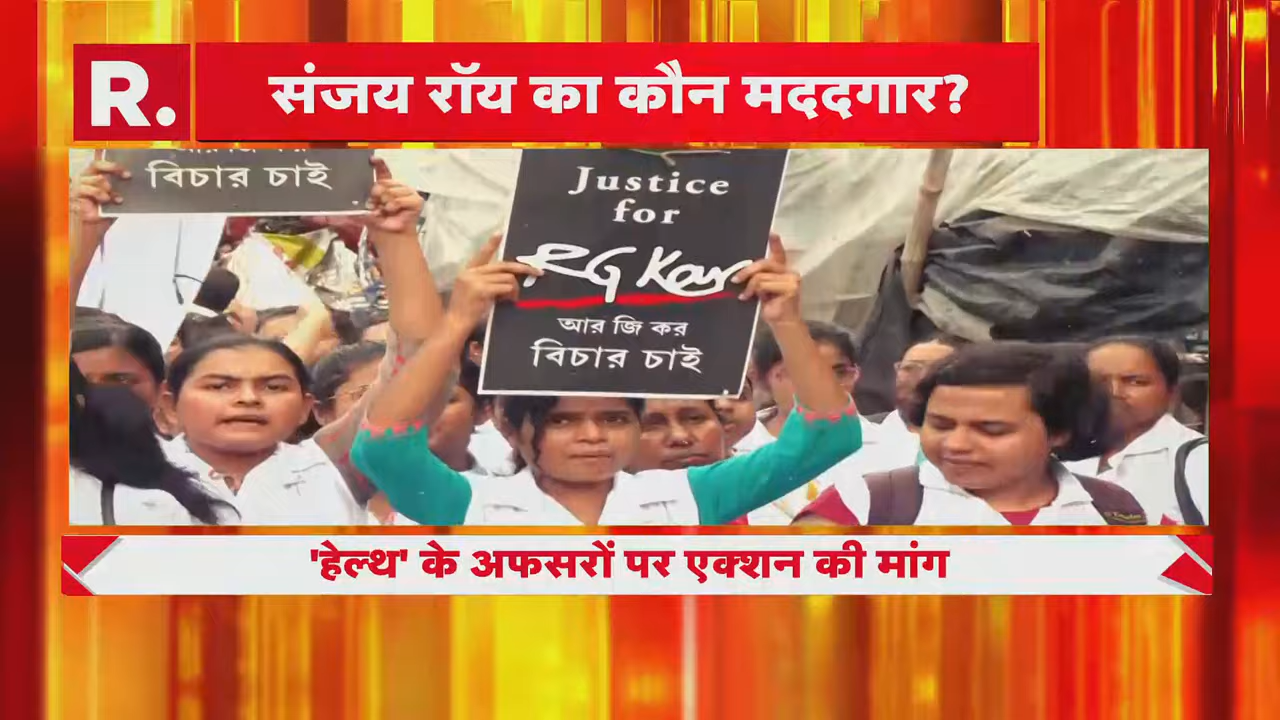 R.
संजय रॉय का कौन मददगार?
বিচার চাই
Justice
for
RG Kar
আর জি কর
বিচার চাই
'हेल्थ' के अफसरों पर एक्शन की मांग